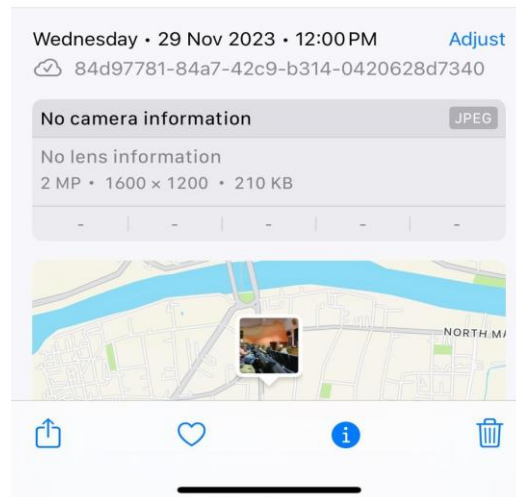 Wednesday • 29 Nov 2023 • 12:00 PM
Adjust
84d97781-84a7-42c9-b314-0420628d7340
No camera information
JPEG
No lens information
2 MP • 1600 × 1200 • 210 KB
- - - - -
NORTH